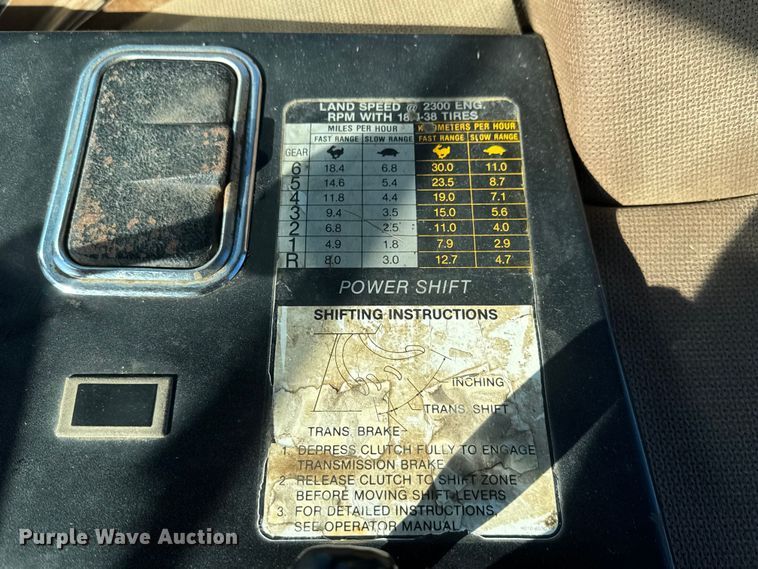 LAND SPEED @ 2300 ENG.
RPM WITH 18.4-38 TIRES
MILES PER HOUR KILOMETERS PER HOUR
FAST RANGE SLOW RANGE FAST RANGE SLOW RANGE
GEAR
6 18.4 6.8 30.0 11.0
5 14.6 5.4 23.5 8.7
4 11.8 4.4 19.0 7.1
3 9.4 3.5 15.0 5.6
2 6.8 2.5 11.0 4.0
1 4.9 1.8 7.9 2.9
R 8.0 3.0 12.7 4.7
POWER SHIFT
SHIFTING INSTRUCTIONS
INCHING
TRANS. SHIFT
TRANS. BRAKE
1. DEPRESS CLUTCH FULLY TO ENGAGE
TRANSMISSION BRAKE
2. RELEASE CLUTCH TO SHIFT ZONE
BEFORE MOVING SHIFT LEVERS
3. FOR DETAILED INSTRUCTIONS,
SEE OPERATOR MANUAL
Purple Wave Auction